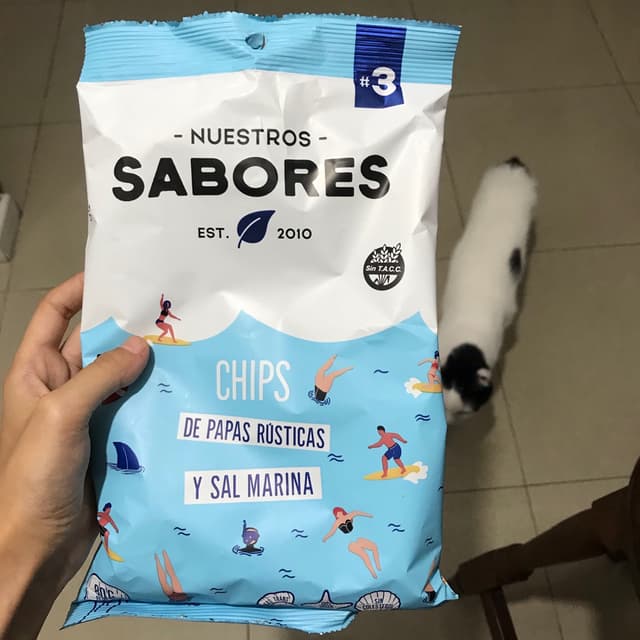 #3
- NUESTROS -
SABORES
EST. 2010
Sin T.A.C.C.
CHIPS
DE PAPAS RÚSTICAS
Y SAL MARINA